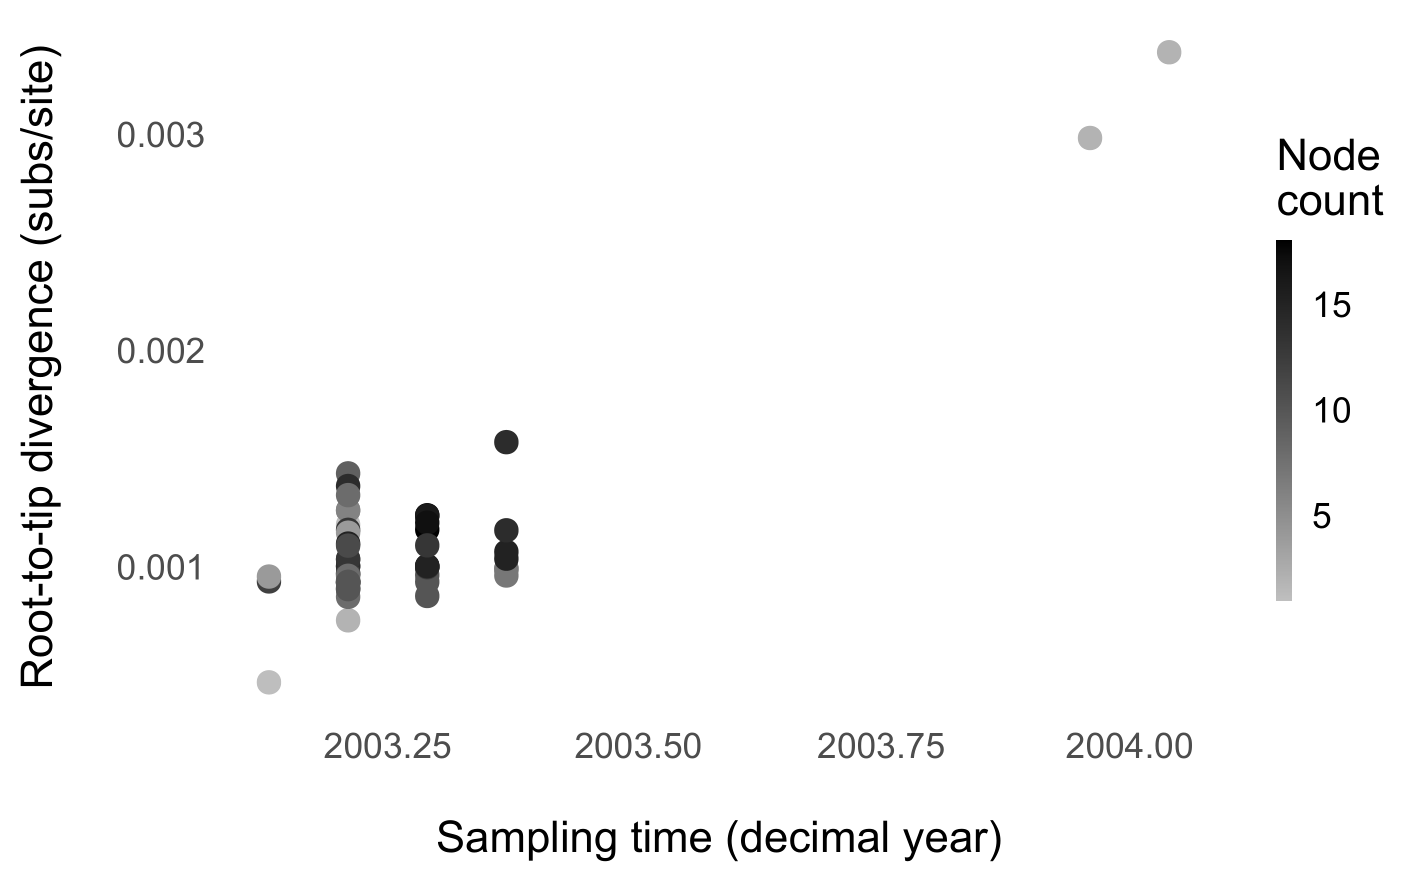 Root-to-tip divergence (subs/site)
0.003
0.002
0.001
2003.25 2003.50 2003.75 2004.00
Sampling time (decimal year)
Node
count
15
10
5